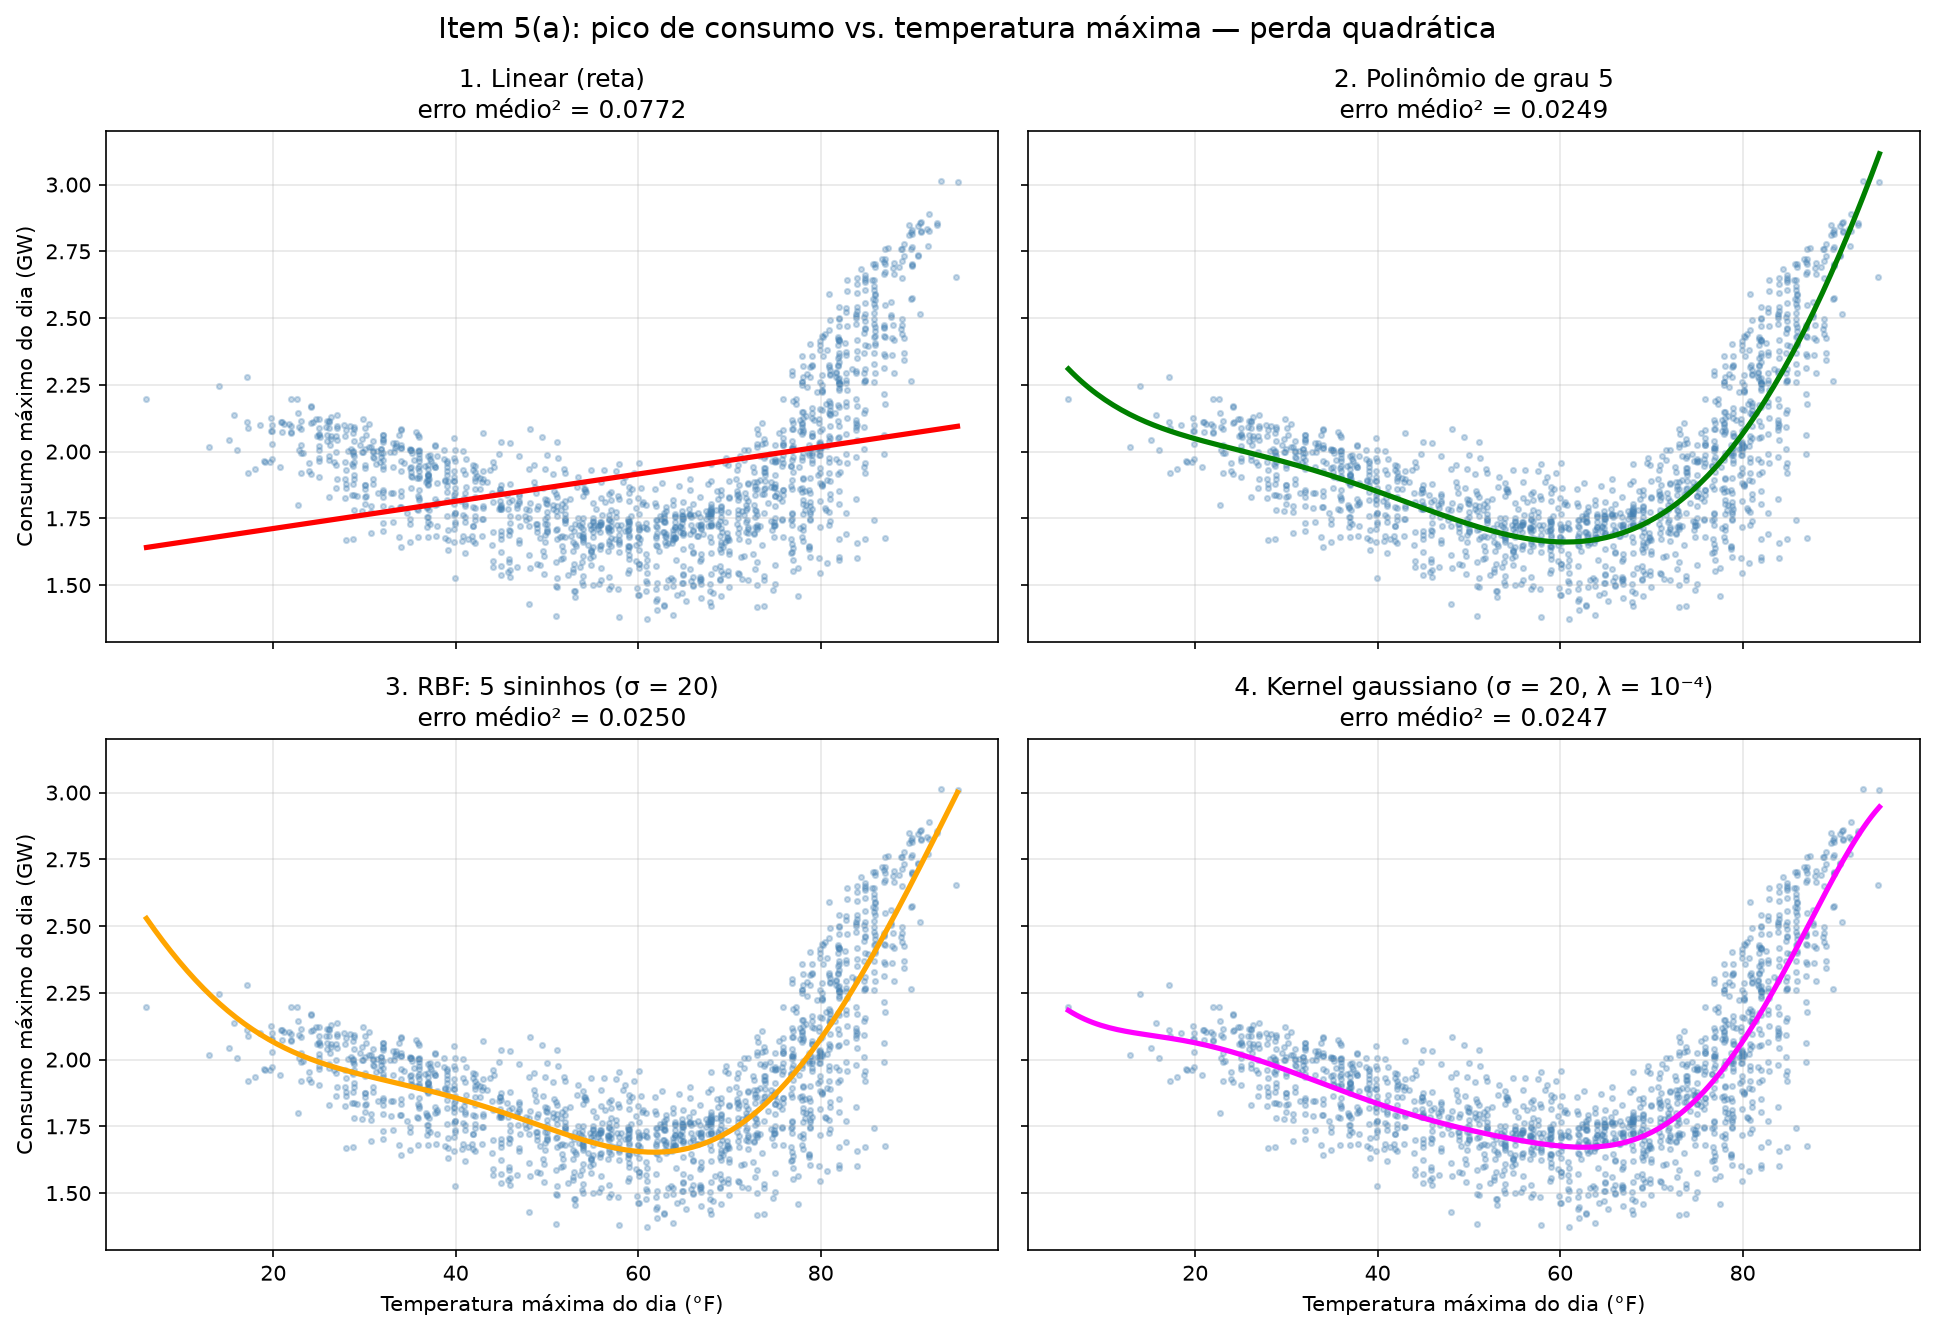 Item 5(a): pico de consumo vs. temperatura máxima — perda quadrática
1. Linear (reta)
erro médio² = 0.0772
2. Polinômio de grau 5
erro médio² = 0.0249
3.00
2.75
2.50
2.25
2.00
1.75
1.50
Consumo máximo do dia (GW)
3. RBF: 5 sininhos (σ = 20)
erro médio² = 0.0250
4. Kernel gaussiano (σ = 20, λ = 10⁻⁴)
erro médio² = 0.0247
3.00
2.75
2.50
2.25
2.00
1.75
1.50
Consumo máximo do dia (GW)
20 40 60 80
20 40 60 80
Temperatura máxima do dia (°F)
Temperatura máxima do dia (°F)